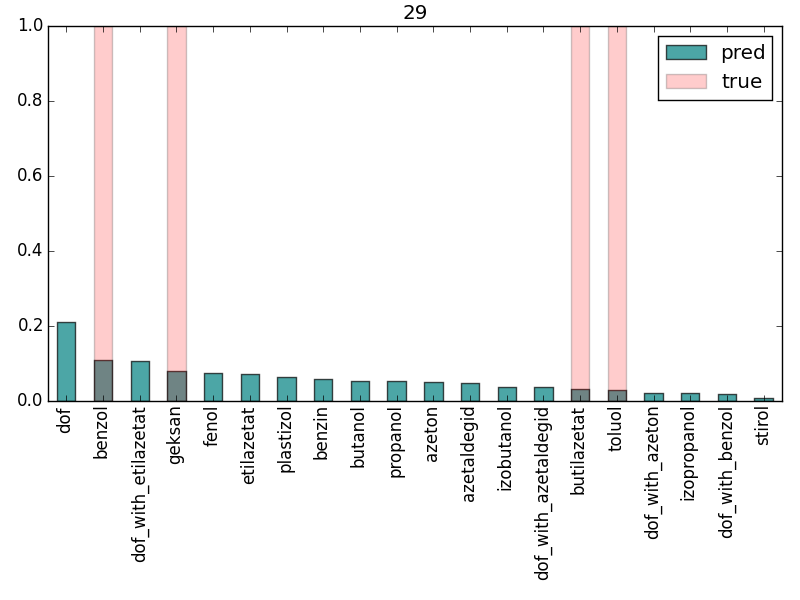 29
1.0
0.8
0.6
0.4
0.2
0.0
pred
true
dof
benzol
dof_with_etilazetat
geksan
fenol
etilazetat
plastizol
benzin
butanol
propanol
azeton
azetaldegid
izobutanol
dof_with_azetaldegid
butilazetat
toluol
dof_with_azeton
izopropanol
dof_with_benzol
stirol